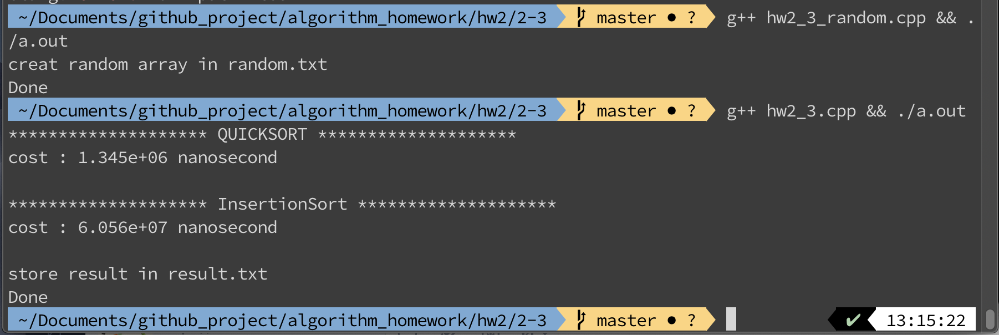 ~/Documents/github_project/algorithm_homework/hw2/2-3 master ● ? g++ hw2_3_random.cpp && .
/a.out
creat random array in random.txt
Done
~/Documents/github_project/algorithm_homework/hw2/2-3 master ● ? g++ hw2_3.cpp && ./a.out
******************** QUICKSORT ********************
cost : 1.345e+06 nanosecond
******************** InsertionSort ********************
cost : 6.056e+07 nanosecond
store result in result.txt
Done
~/Documents/github_project/algorithm_homework/hw2/2-3 master ● ? ✔ 13:15:22